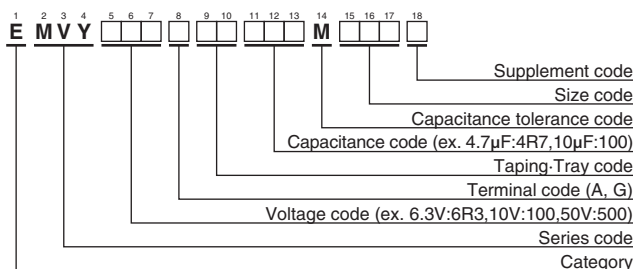 1 2 3 4 5 6 7 8 9 10 11 12 13 14 15 16 17 18
E M V Y M
Supplement code
Size code
Capacitance tolerance code
Capacitance code (ex. 4.7μF:4R7,10μF:100)
Taping·Tray code
Terminal code (A, G)
Voltage code (ex. 6.3V:6R3,10V:100,50V:500)
Series code
Category